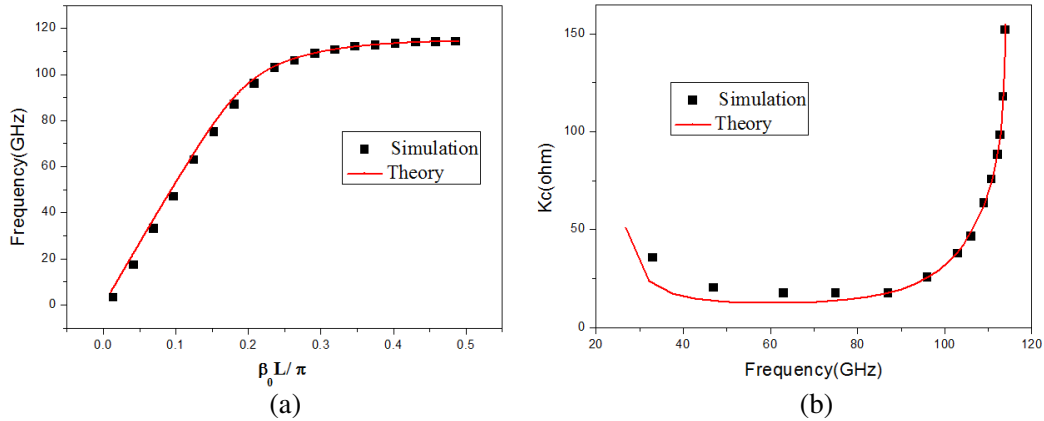 120
100
80
60
40
20
0
Frequency(GHz)
Simulation
Theory
0.0 0.1 0.2 0.3 0.4 0.5
β₀L/ π
(a)
150
100
50
0
Kc(ohm)
Simulation
Theory
20 40 60 80 100 120
Frequency(GHz)
(b)